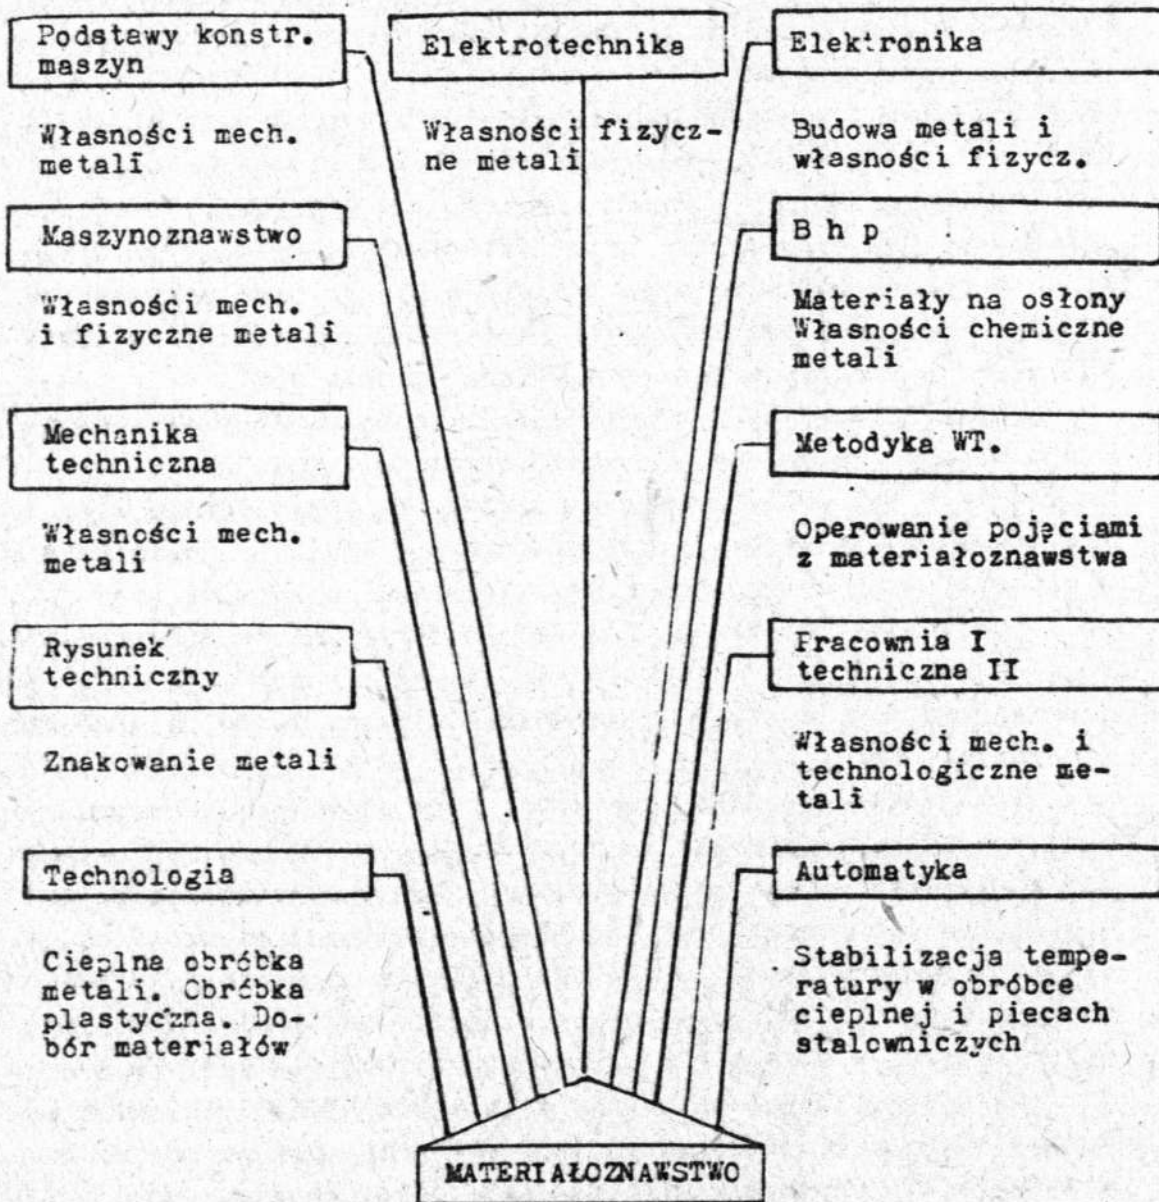 Podstawy konstr.
maszyn
Własności mech.
metali
Maszynoznawstwo
Własności mech.
i fizyczne metali
Mechanika
techniczna
Własności mech.
metali
Rysunek
techniczny
Znakowanie metali
Technologia
Cieplna obróbka
metali. Obróbka
plastyczna. Do-
bór materiałów
Elektrotechnika
Własności fizycz-
ne metali
Elektronika
Budowa metali i
własności fizycz.
B h p
Materiały na osłony
Własności chemiczne
metali
Metodyka WT.
Operowanie pojęciami
z materiałoznawstwa
Pracownia I
techniczna II
Własności mech. i
technologiczne me-
tali
Automatyka
Stabilizacja tempe-
ratury w obróbce
cieplnej i piecach
stalowniczych
MATERIAŁOZNAWSTWO